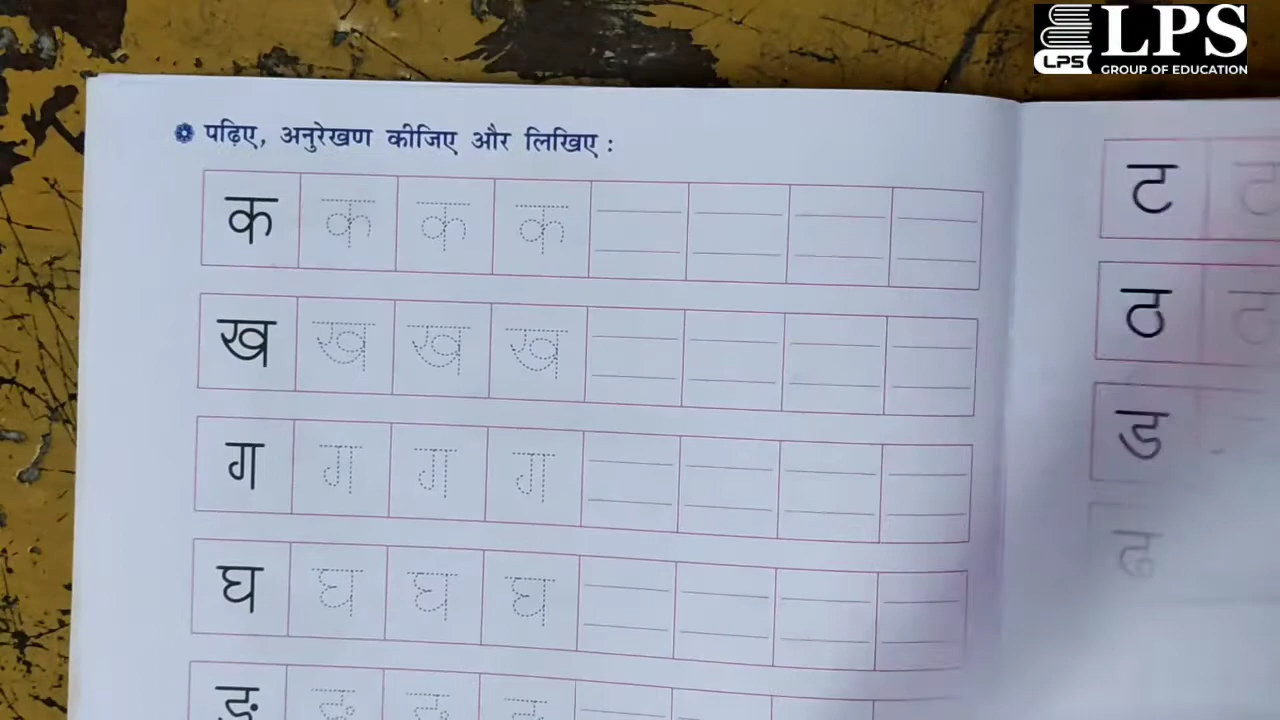 LPS
LPS
GROUP OF EDUCATION
पढ़िए, अनुरेखण कीजिए और लिखिए :
क क क क
ख ख ख ख
ग ग ग ग
घ घ घ घ
ङ ङ ङ ङ
ट ट
ठ ठ
ड
ढ